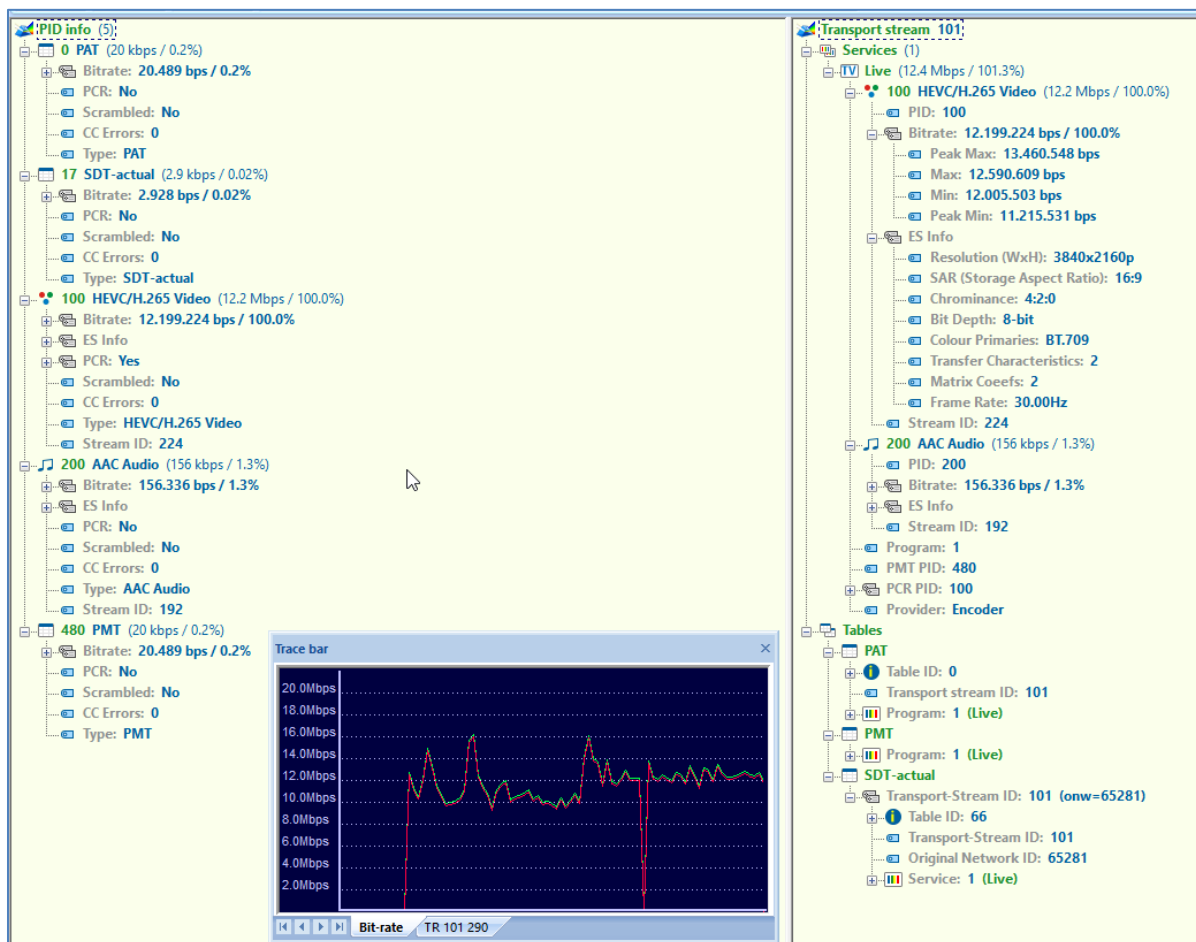 PID info (5)
0 PAT (20 kbps / 0.2%)
Bitrate: 20.489 bps / 0.2%
PCR: No
Scrambled: No
CC Errors: 0
Type: PAT
17 SDT-actual (2.9 kbps / 0.02%)
Bitrate: 2.928 bps / 0.02%
PCR: No
Scrambled: No
CC Errors: 0
Type: SDT-actual
100 HEVC/H.265 Video (12.2 Mbps / 100.0%)
Bitrate: 12.199.224 bps / 100.0%
ES Info
PCR: Yes
Scrambled: No
CC Errors: 0
Type: HEVC/H.265 Video
Stream ID: 224
200 AAC Audio (156 kbps / 1.3%)
Bitrate: 156.336 bps / 1.3%
ES Info
PCR: No
Scrambled: No
CC Errors: 0
Type: AAC Audio
Stream ID: 192
480 PMT (20 kbps / 0.2%)
Bitrate: 20.489 bps / 0.2%
PCR: No
Scrambled: No
CC Errors: 0
Type: PMT
Trace bar
20.0Mbps
18.0Mbps
16.0Mbps
14.0Mbps
12.0Mbps
10.0Mbps
8.0Mbps
6.0Mbps
4.0Mbps
2.0Mbps
Bit-rate TR 101 290
Transport stream 101
Services (1)
TV Live (12.4 Mbps / 101.3%)
100 HEVC/H.265 Video (12.2 Mbps / 100.0%)
PID: 100
Bitrate: 12.199.224 bps / 100.0%
Peak Max: 13.460.548 bps
Max: 12.590.609 bps
Min: 12.005.503 bps
Peak Min: 11.215.531 bps
ES Info
Resolution (WxH): 3840x2160p
SAR (Storage Aspect Ratio): 16:9
Chrominance: 4:2:0
Bit Depth: 8-bit
Colour Primaries: BT.709
Transfer Characteristics: 2
Matrix Coeefs: 2
Frame Rate: 30.00Hz
Stream ID: 224
200 AAC Audio (156 kbps / 1.3%)
PID: 200
Bitrate: 156.336 bps / 1.3%
ES Info
Stream ID: 192
Program: 1
PMT PID: 480
PCR PID: 100
Provider: Encoder
Tables
PAT
Table ID: 0
Transport stream ID: 101
Program: 1 (Live)
PMT
Program: 1 (Live)
SDT-actual
Transport-Stream ID: 101 (onw=65281)
Table ID: 66
Transport-Stream ID: 101
Original Network ID: 65281
Service: 1 (Live)